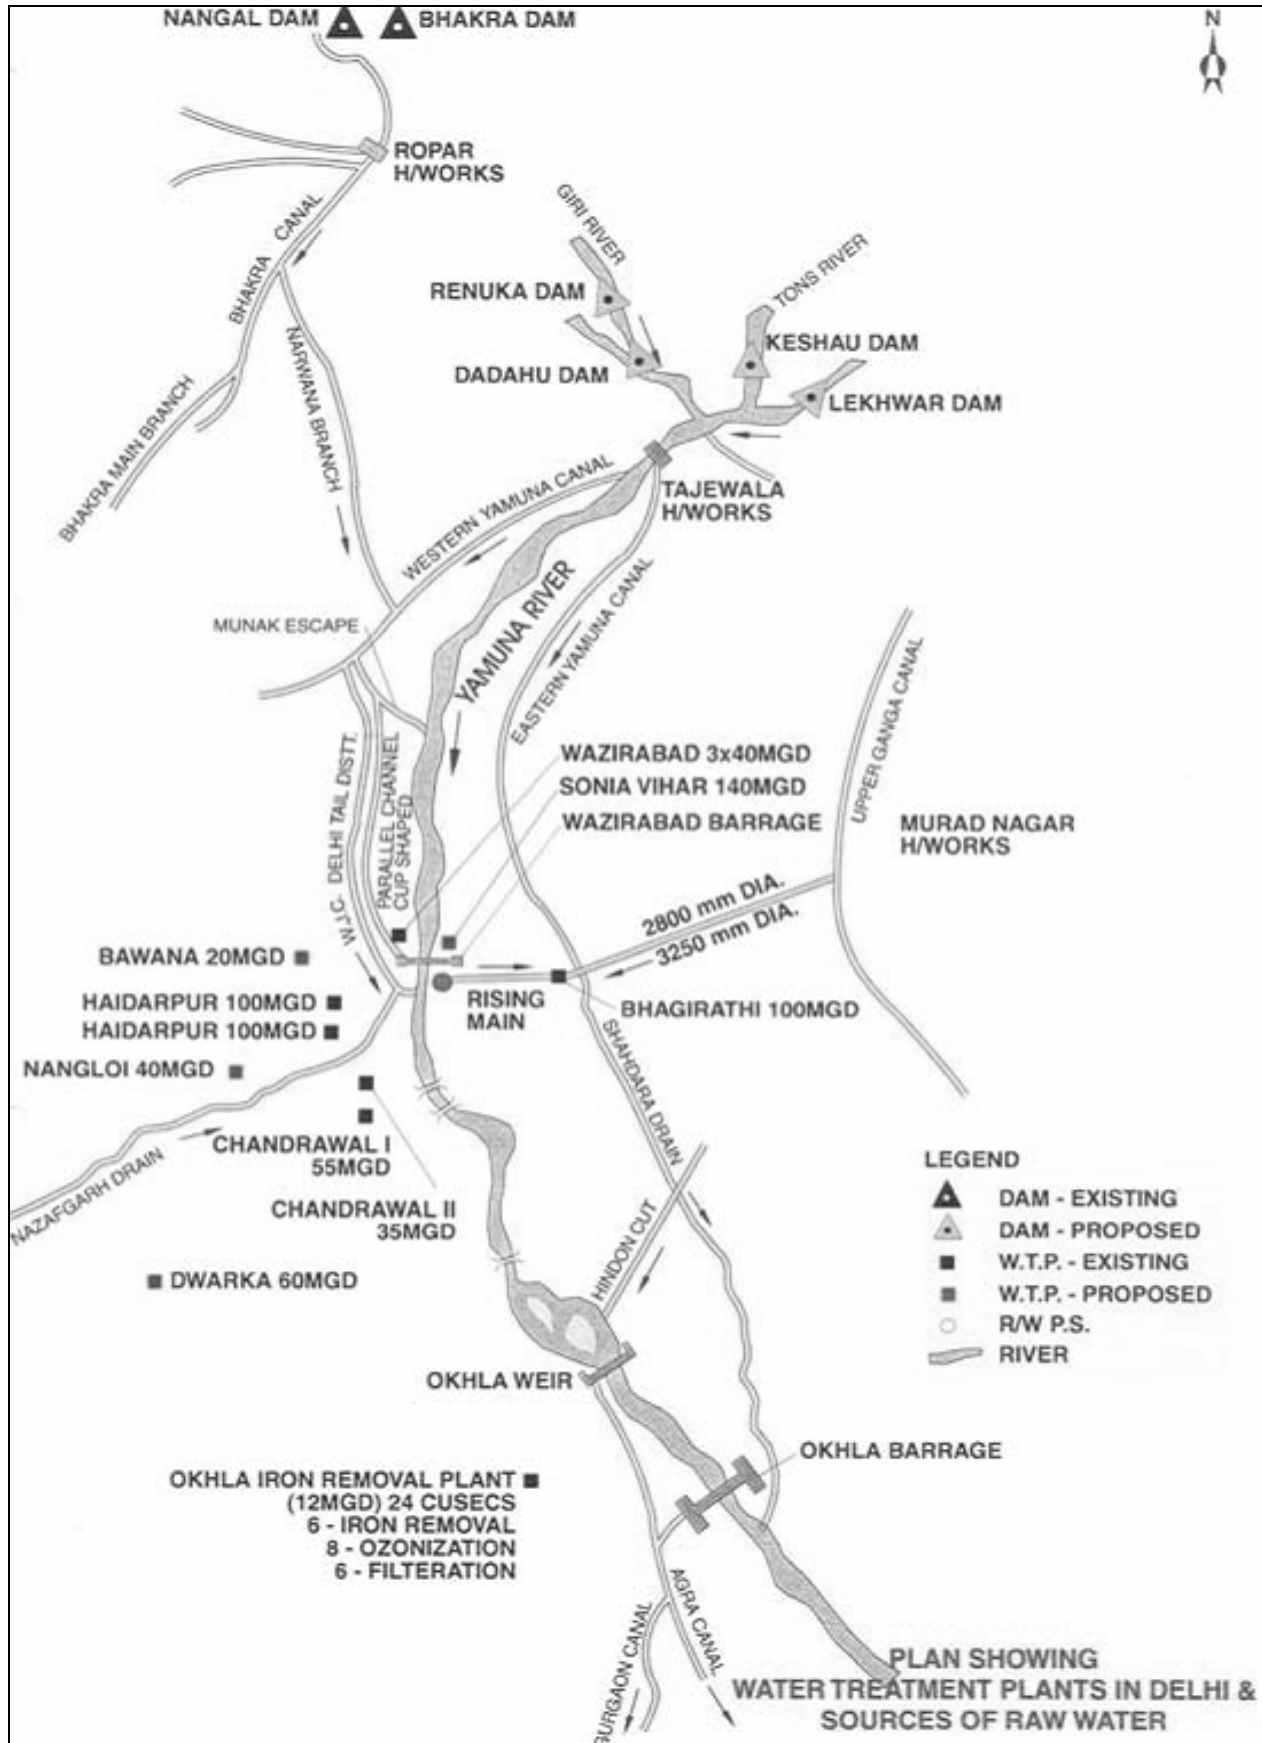 NANGAL DAM
BHAKRA DAM
N
ROPAR
H/WORKS
BHAKRA CANAL
GIRI RIVER
TONS RIVER
RENUKA DAM
KESHAU DAM
DADAHU DAM
LEKHWAR DAM
NARWANA BRANCH
BHAKRA MAIN BRANCH
WESTERN YAMUNA CANAL
TAJEWALA
H/WORKS
MUNAK ESCAPE
YAMUNA RIVER
EASTERN YAMUNA CANAL
UPPER GANGA CANAL
WAZIRABAD 3x40MGD
SONIA VIHAR 140MGD
WAZIRABAD BARRAGE
MURAD NAGAR
H/WORKS
W.J.C. DELHI TAIL DISTT.
PARALLEL CHANNEL
CUP SHAPED
2800 mm DIA.
3250 mm DIA.
BAWANA 20MGD
HAIDARPUR 100MGD
HAIDARPUR 100MGD
RISING
MAIN
BHAGIRATHI 100MGD
NANGLOI 40MGD
SHAHDARA DRAIN
CHANDRAWAL I
55MGD
NAZAFGARH DRAIN
CHANDRAWAL II
35MGD
HINDON CUT
DWARKA 60MGD
LEGEND
DAM - EXISTING
DAM - PROPOSED
W.T.P. - EXISTING
W.T.P. - PROPOSED
R/W P.S.
RIVER
OKHLA WEIR
OKHLA BARRAGE
OKHLA IRON REMOVAL PLANT
(12MGD) 24 CUSECS
6 - IRON REMOVAL
8 - OZONIZATION
6 - FILTERATION
AGRA CANAL
GURGAON CANAL
PLAN SHOWING
WATER TREATMENT PLANTS IN DELHI &
SOURCES OF RAW WATER